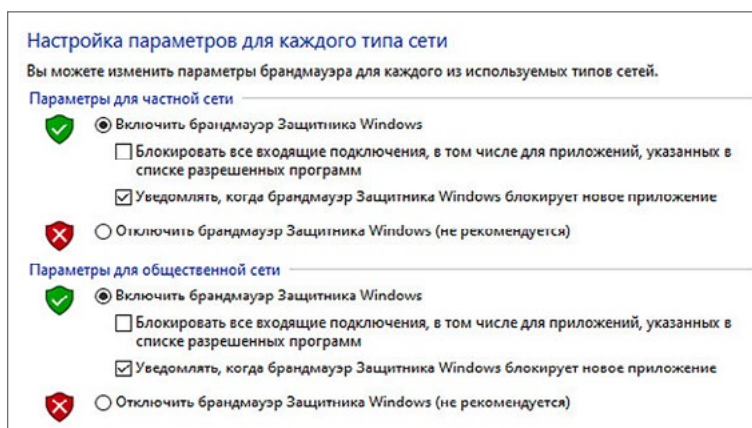 Настройка параметров для каждого типа сети
Вы можете изменить параметры брандмауэра для каждого из используемых типов сетей.
Параметры для частной сети
Включить брандмауэр Защитника Windows
Блокировать все входящие подключения, в том числе для приложений, указанных в
списке разрешенных программ
Уведомлять, когда брандмауэр Защитника Windows блокирует новое приложение
Отключить брандмауэр Защитника Windows (не рекомендуется)
Параметры для общественной сети
Включить брандмауэр Защитника Windows
Блокировать все входящие подключения, в том числе для приложений, указанных в
списке разрешенных программ
Уведомлять, когда брандмауэр Защитника Windows блокирует новое приложение
Отключить брандмауэр Защитника Windows (не рекомендуется)